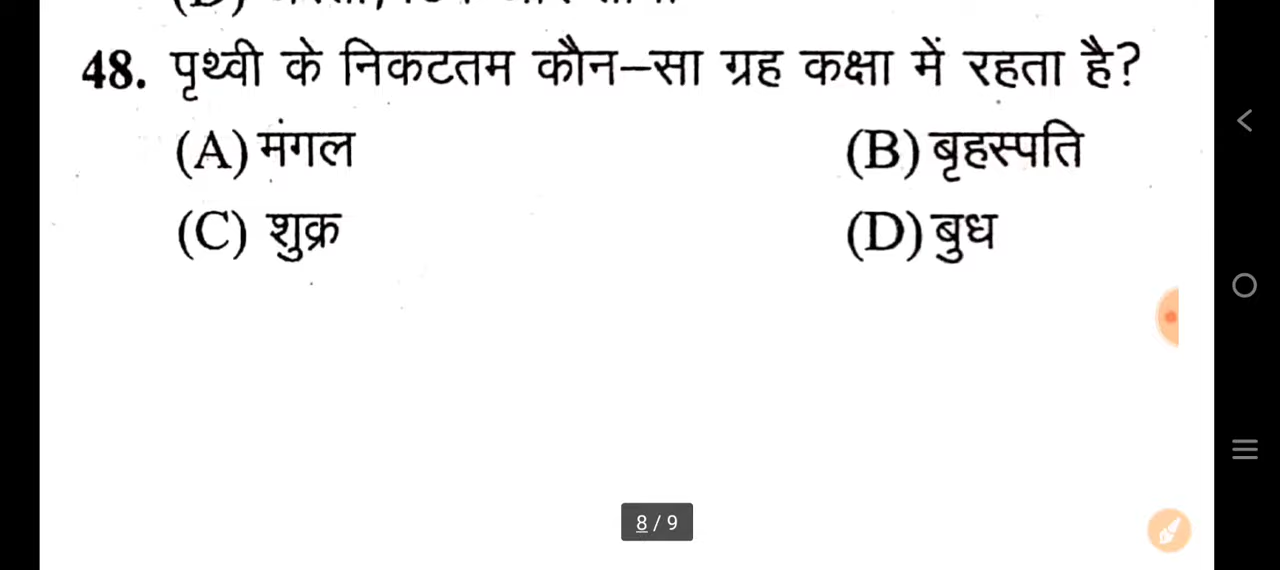 48. पृथ्वी के निकटतम कौन–सा ग्रह कक्षा में रहता है?
(A) मंगल (B) बृहस्पति
(C) शुक्र (D) बुध
8 / 9